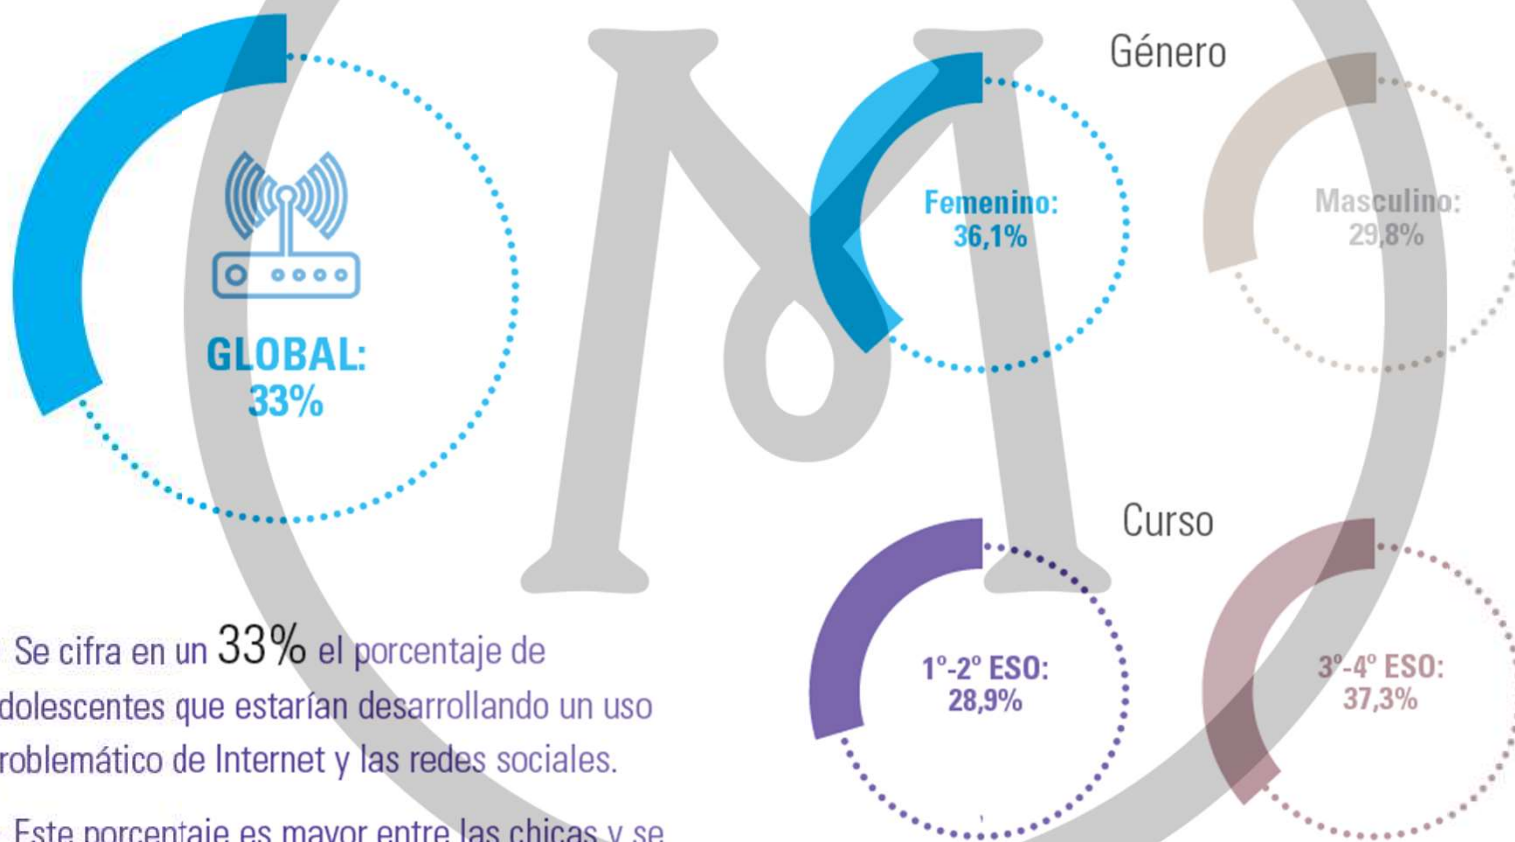 Género
Femenino:
36,1%
Masculino:
29,8%
GLOBAL:
33%
Curso
1º-2º ESO:
28,9%
3º-4º ESO:
37,3%
Se cifra en un 33% el porcentaje de
dolescentes que estarían desarrollando un uso
roblemático de Internet y las redes sociales.
Este porcentaje es mayor entre las chicas y se